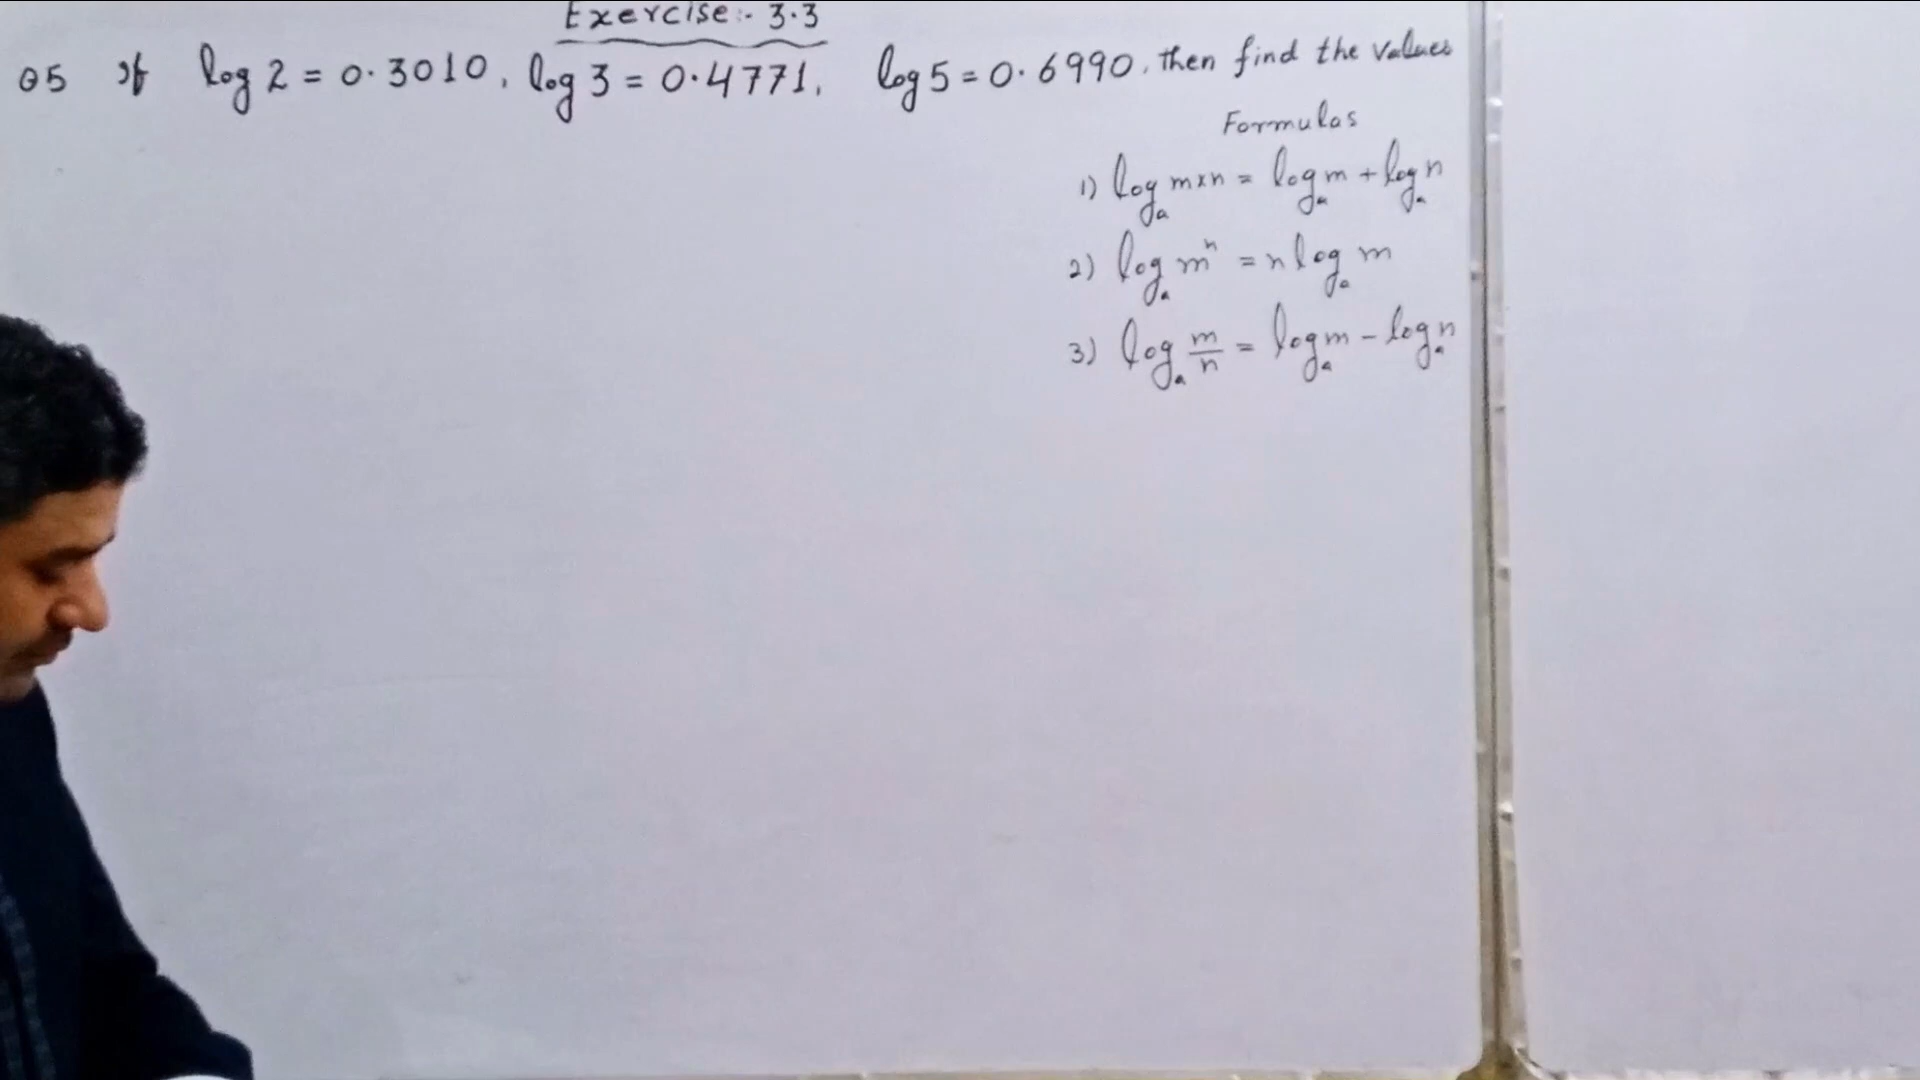 Exercise:- 3.3
Q5 If log 2 = 0.3010, log 3 = 0.4771, log 5 = 0.6990, then find the values
Formulas
1) logₐ m×n = logₐ m + logₐ n
2) logₐ mⁿ = n logₐ m
3) logₐ m/n = logₐ m - logₐ n